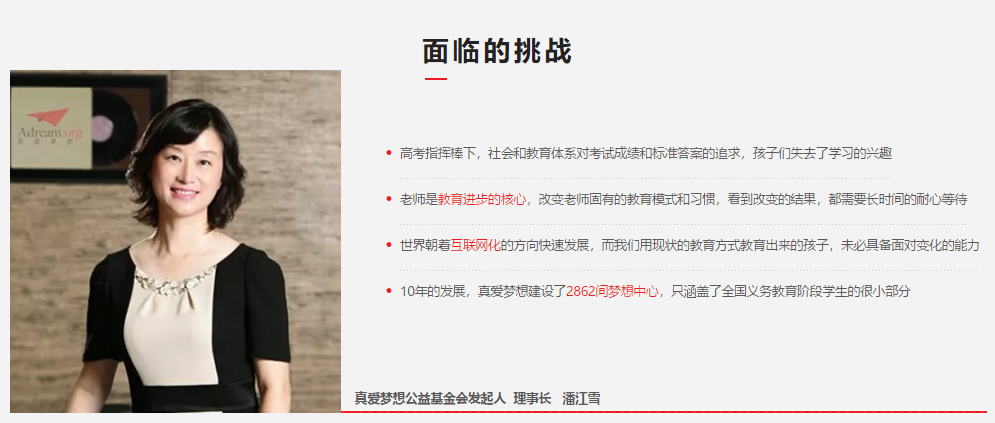 面临的挑战
Adream.org
真爱梦想
高考指挥棒下，社会和教育体系对考试成绩和标准答案的追求，孩子们失去了学习的兴趣
老师是教育进步的核心，改变老师固有的教育模式和习惯，看到改变的结果，都需要长时间的耐心等待
世界朝着互联网化的方向快速发展，而我们用现状的教育方式教育出来的孩子，未必具备面对变化的能力
10年的发展，真爱梦想建设了2862间梦想中心，只涵盖了全国义务教育阶段学生的很小部分
真爱梦想公益基金会发起人 理事长 潘江雪